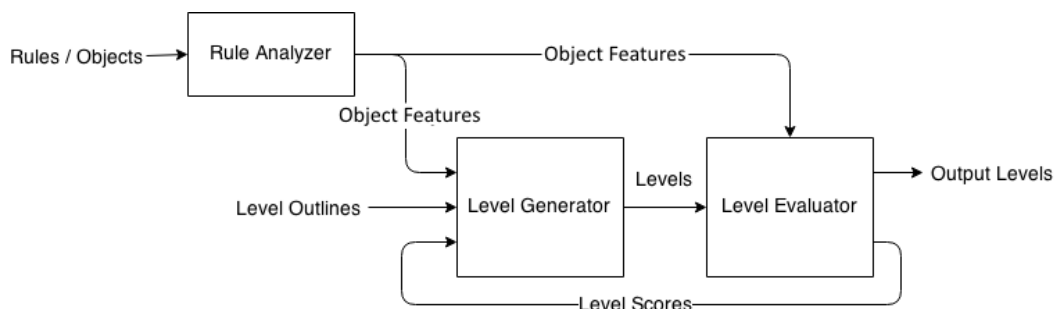 Rules / Objects
Rule Analyzer
Object Features
Object Features
Level Outlines
Level Generator
Levels
Level Evaluator
Output Levels
Level Scores